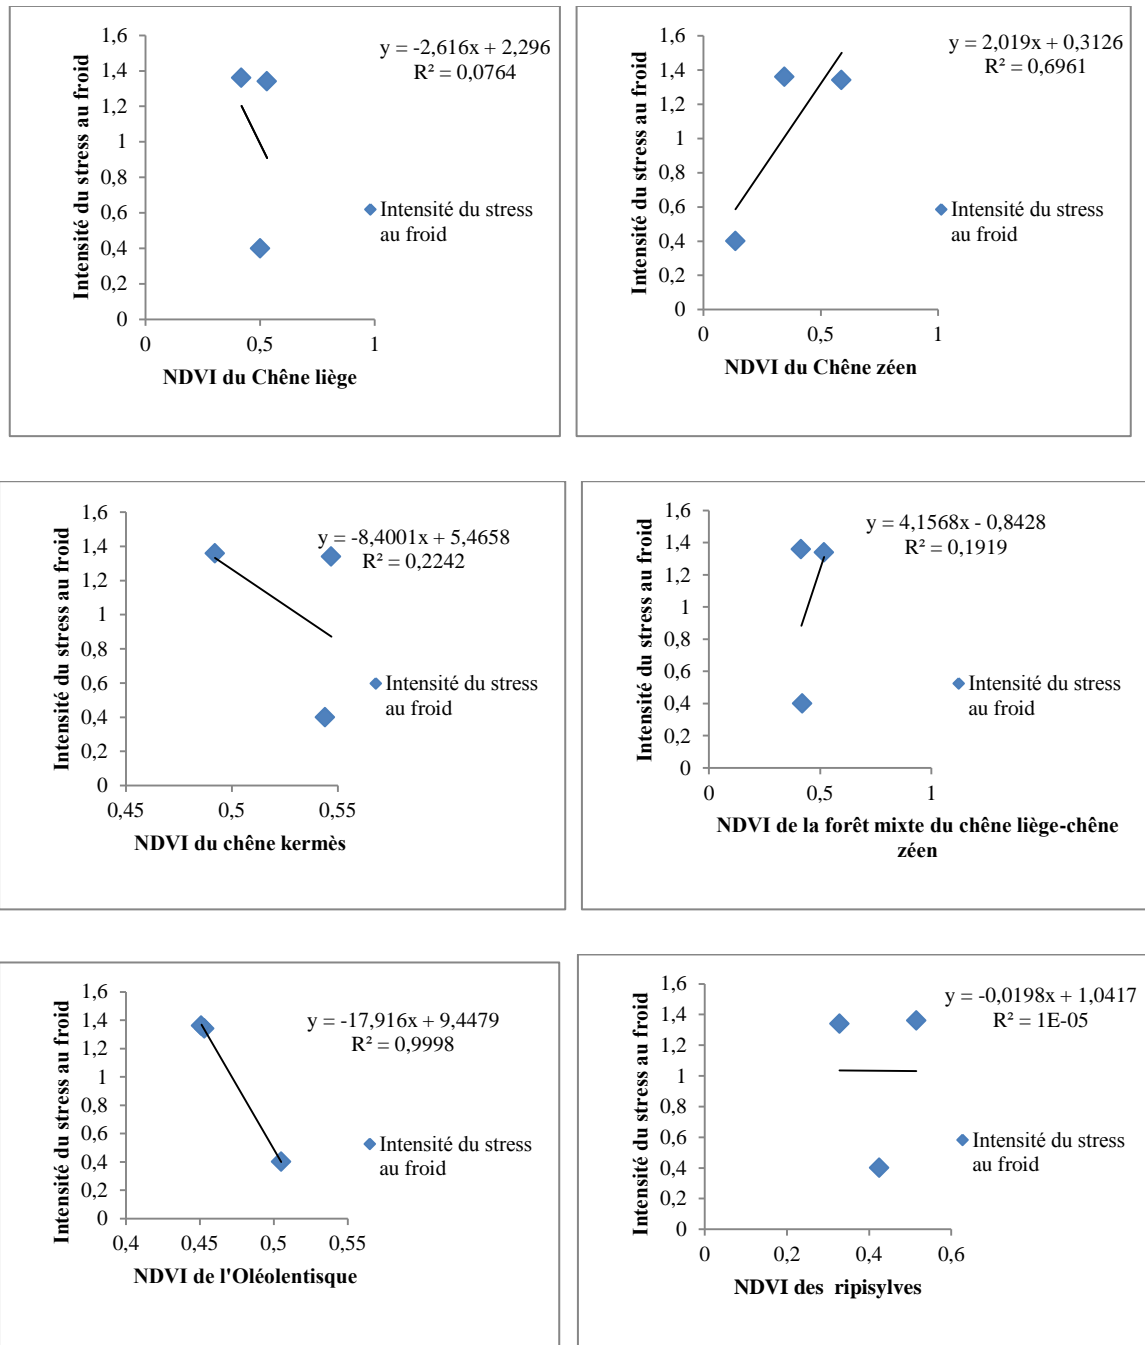 y = -2,616x + 2,296
R² = 0,0764
Intensité du stress au froid
1,6
1,4
1,2
1
0,8
0,6
0,4
0,2
0
0 0,5 1
Intensité du stress
au froid
NDVI du Chêne liège
y = 2,019x + 0,3126
R² = 0,6961
Intensité du stress au froid
1,6
1,4
1,2
1
0,8
0,6
0,4
0,2
0
0 0,5 1
Intensité du stress
au froid
NDVI du Chêne zéen
y = -8,4001x + 5,4658
R² = 0,2242
Intensité du stress au froid
1,6
1,4
1,2
1
0,8
0,6
0,4
0,2
0
0,45 0,5 0,55
Intensité du stress
au froid
NDVI du chêne kermès
y = 4,1568x - 0,8428
R² = 0,1919
Intensité du stress au froid
1,6
1,4
1,2
1
0,8
0,6
0,4
0,2
0
0 0,5 1
Intensité du stress
au froid
NDVI de la forêt mixte du chêne liège-chêne
zéen
y = -17,916x + 9,4479
R² = 0,9998
Intensité du stress au froid
1,6
1,4
1,2
1
0,8
0,6
0,4
0,2
0
0,4 0,45 0,5 0,55
Intensité du stress
au froid
NDVI de l'Oléolentisque
y = -0,0198x + 1,0417
R² = 1E-05
Intensité du stress au froid
1,6
1,4
1,2
1
0,8
0,6
0,4
0,2
0
0 0,2 0,4 0,6
Intensité du stress
au froid
NDVI des ripisylves